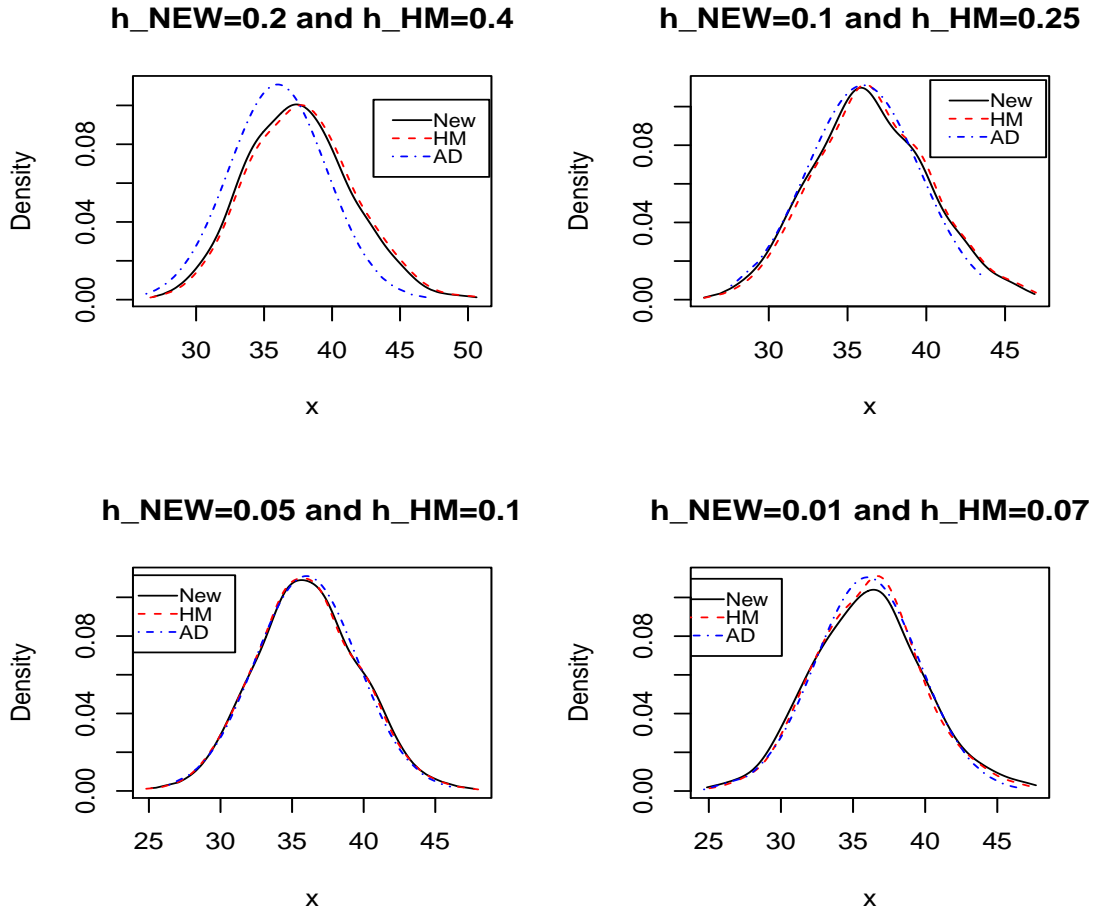 h_NEW=0.2 and h_HM=0.4
Density
0.00
0.04
0.08
New
HM
AD
30
35
40
45
50
x
h_NEW=0.1 and h_HM=0.25
Density
0.00
0.04
0.08
New
HM
AD
30
35
40
45
x
h_NEW=0.05 and h_HM=0.1
Density
0.00
0.04
0.08
New
HM
AD
25
30
35
40
45
x
h_NEW=0.01 and h_HM=0.07
Density
0.00
0.04
0.08
New
HM
AD
25
30
35
40
45
x